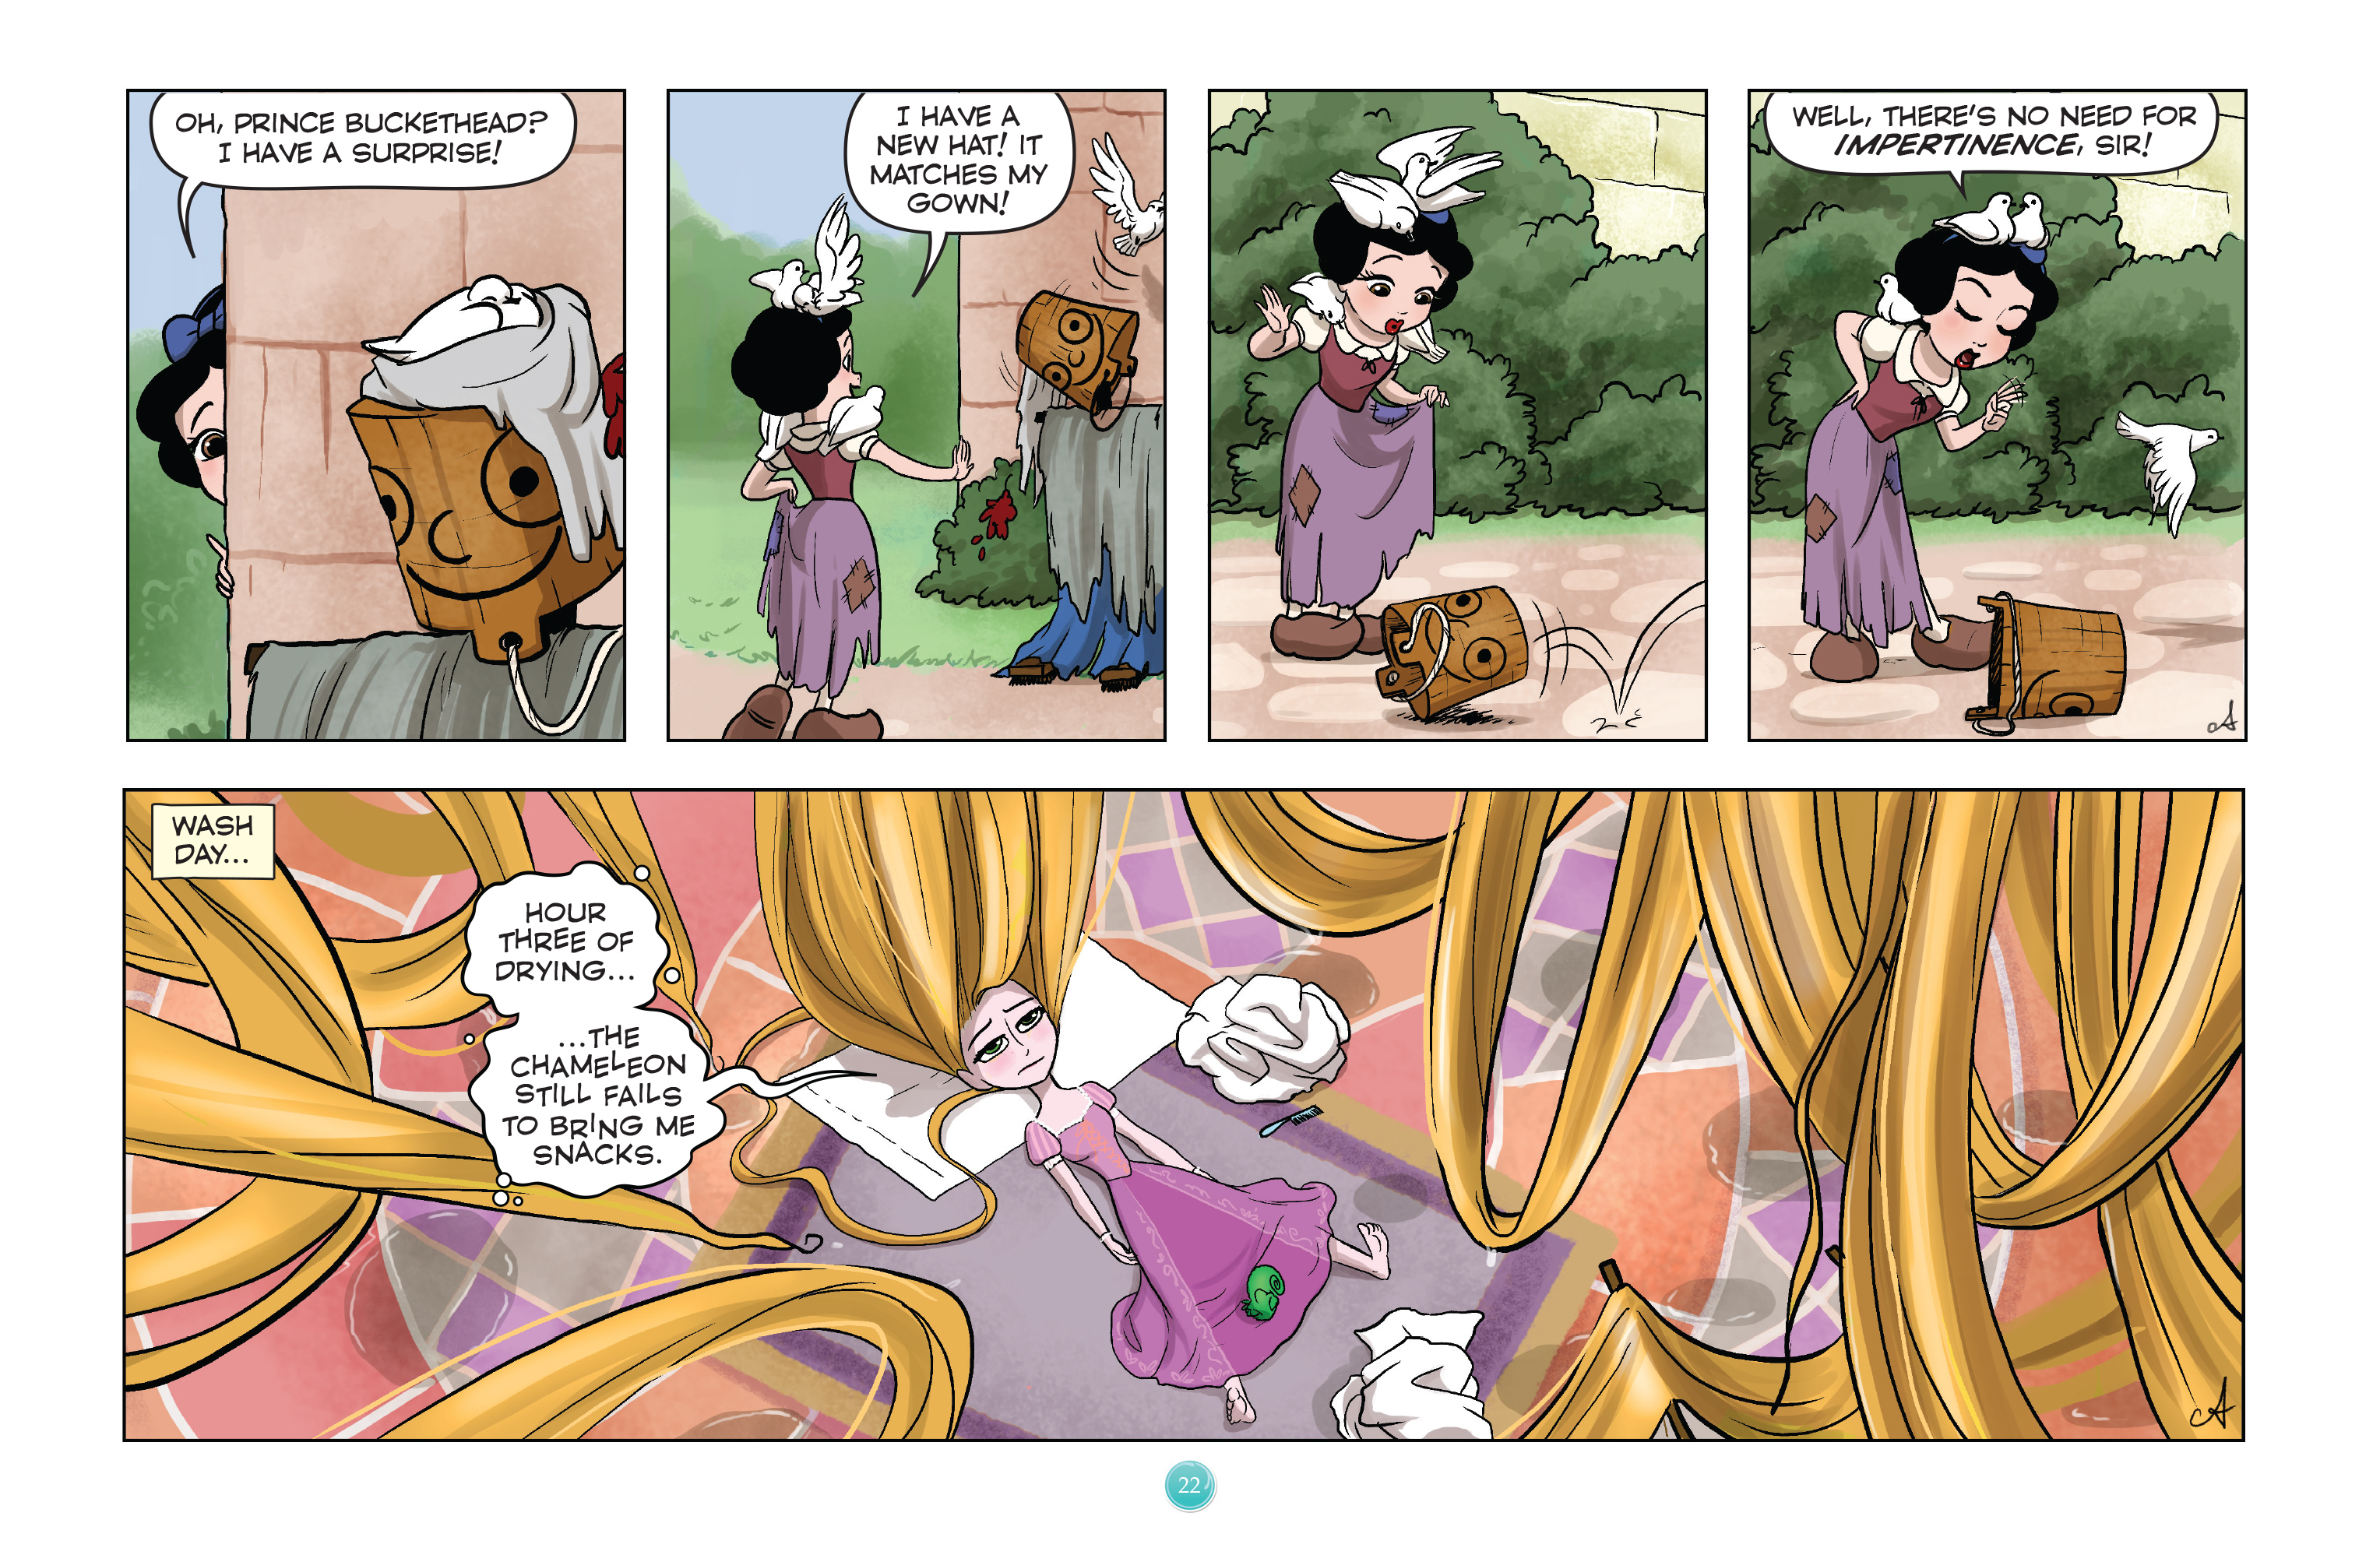 OH, PRINCE BUCKETHEAD?
I HAVE A SURPRISE!
I HAVE A
NEW HAT! IT
MATCHES MY
GOWN!
WELL, THERE'S NO NEED FOR
IMPERTINENCE, SIR!
WASH
DAY...
HOUR
THREE OF
DRYING...
...THE
CHAMELEON
STILL FAILS
TO BRING ME
SNACKS.
22